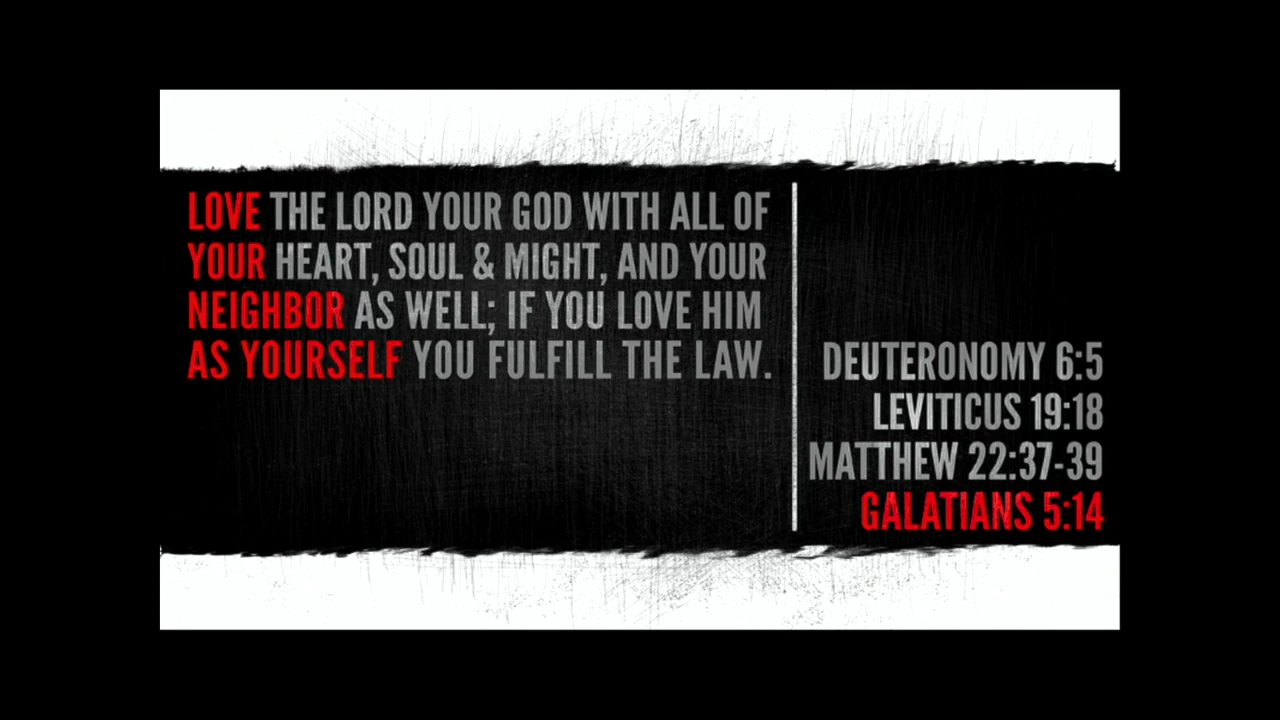 LOVE THE LORD YOUR GOD WITH ALL OF
YOUR HEART, SOUL & MIGHT, AND YOUR
NEIGHBOR AS WELL; IF YOU LOVE HIM
AS YOURSELF YOU FULFILL THE LAW.
DEUTERONOMY 6:5
LEVITICUS 19:18
MATTHEW 22:37-39
GALATIANS 5:14